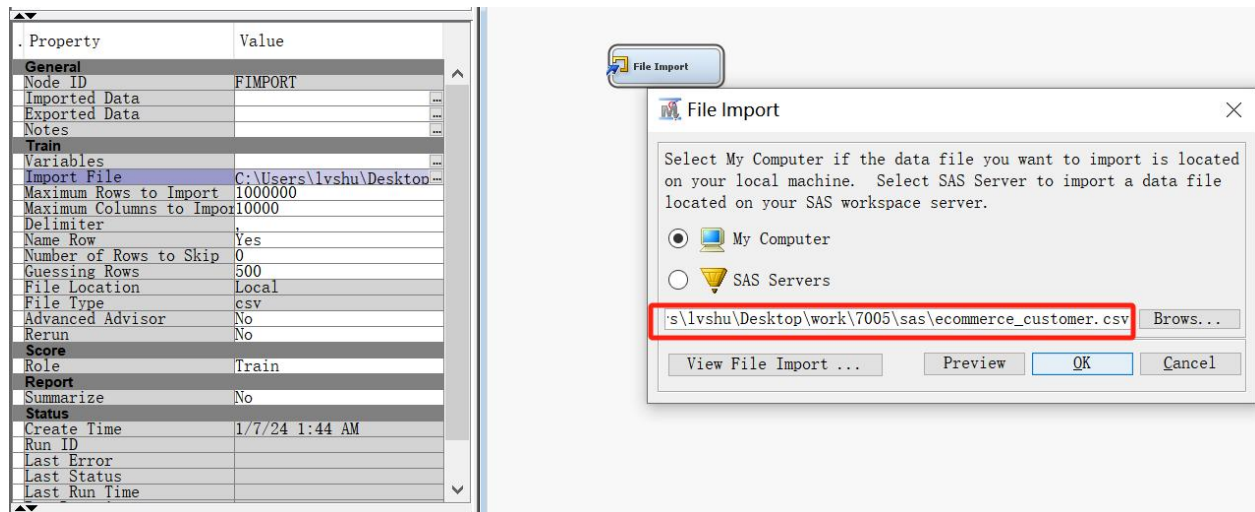 . Property Value
General
Node ID FIMPORT
Imported Data ...
Exported Data ...
Notes ...
Train
Variables ...
Import File C:\Users\lvshu\Desktop ...
Maximum Rows to Import 1000000
Maximum Columns to Impor 10000
Delimiter ,
Name Row Yes
Number of Rows to Skip 0
Guessing Rows 500
File Location Local
File Type csv
Advanced Advisor No
Rerun No
Score
Role Train
Report
Summarize No
Status
Create Time 1/7/24 1:44 AM
Run ID
Last Error
Last Status
Last Run Time
File Import
File Import
Select My Computer if the data file you want to import is located
on your local machine. Select SAS Server to import a data file
located on your SAS workspace server.
My Computer
SAS Servers
s\lvshu\Desktop\work\7005\sas\ecommerce_customer.csv Brows...
View File Import ... Preview OK Cancel